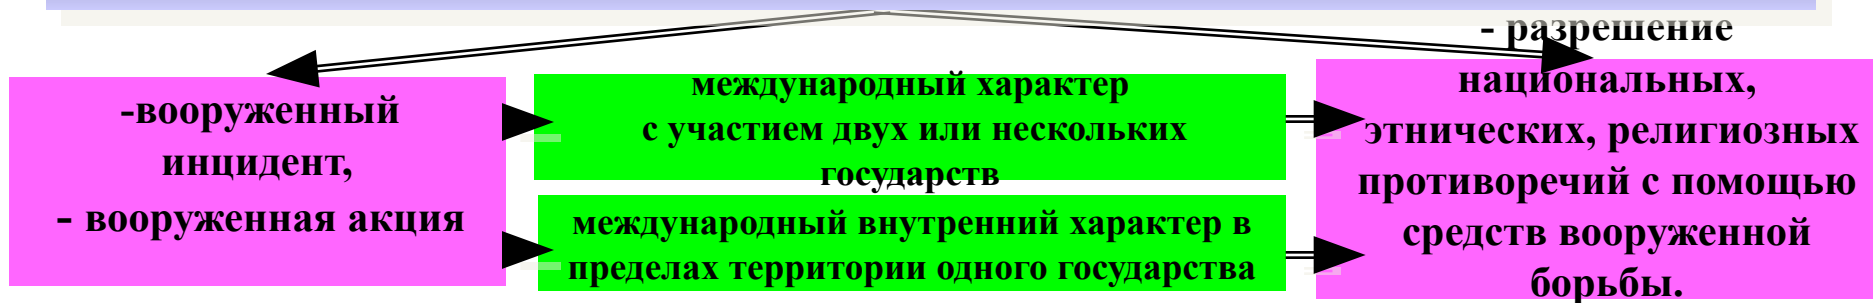 -вооруженный
инцидент,
- вооруженная акция
международный характер
с участием двух или нескольких
государств
международный внутренний характер в
пределах территории одного государства
- разрешение
национальных,
этнических, религиозных
противоречий с помощью
средств вооруженной
борьбы.